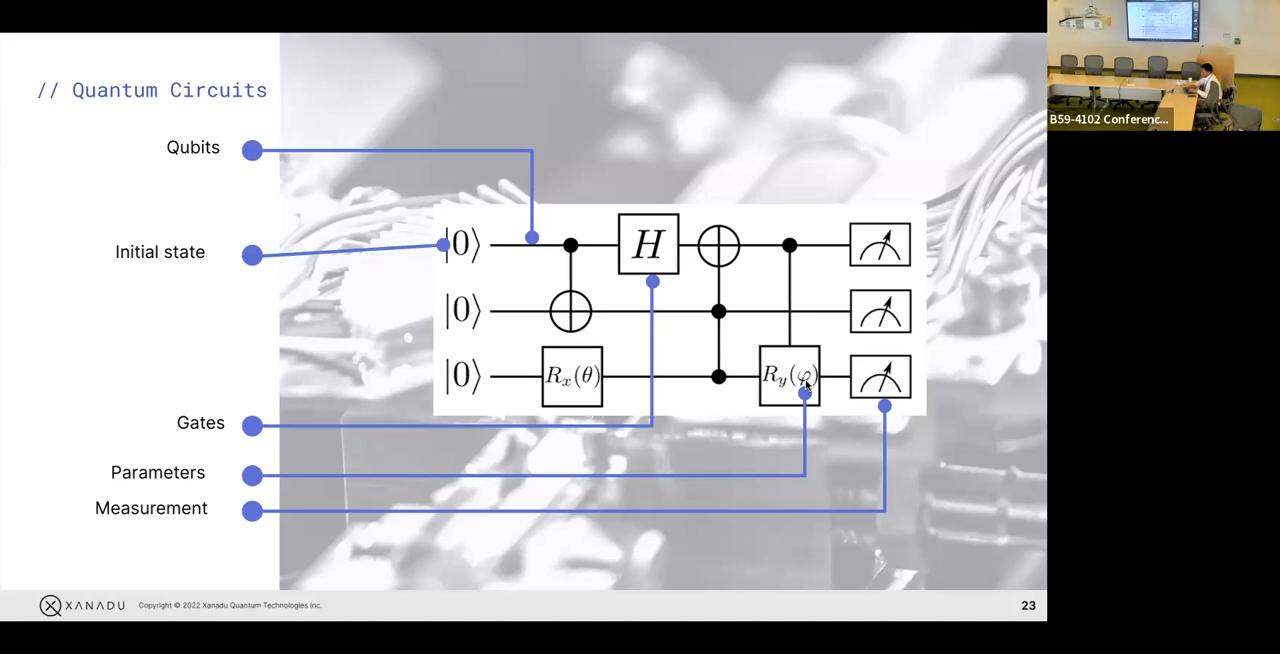 // Quantum Circuits
Qubits
Initial state
Gates
Parameters
Measurement
|0⟩
H
|0⟩
|0⟩
Rₓ(θ)
R_y(φ)
XANADU
Copyright © 2022 Xanadu Quantum Technologies Inc.
23
B59-4102 Conferenc...